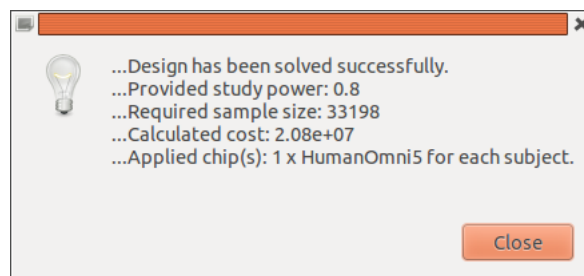 ...Design has been solved successfully.
...Provided study power: 0.8
...Required sample size: 33198
...Calculated cost: 2.08e+07
...Applied chip(s): 1 x HumanOmni5 for each subject.
Close